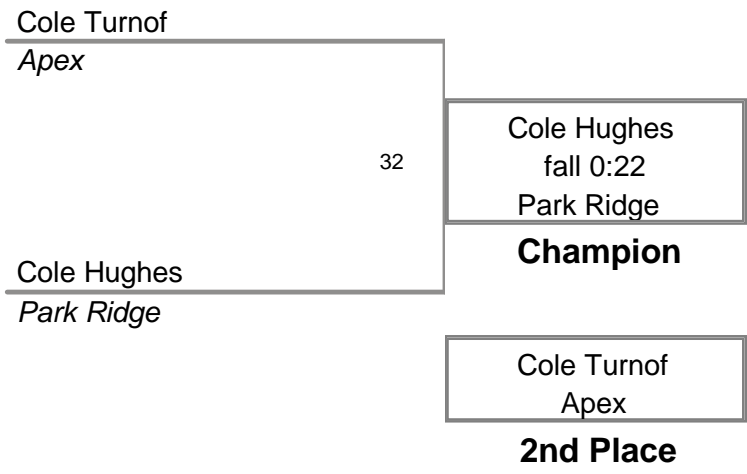 Cole Turnof
Apex
32
Cole Hughes
fall 0:22
Park Ridge
Champion
Cole Hughes
Park Ridge
Cole Turnof
Apex
2nd Place